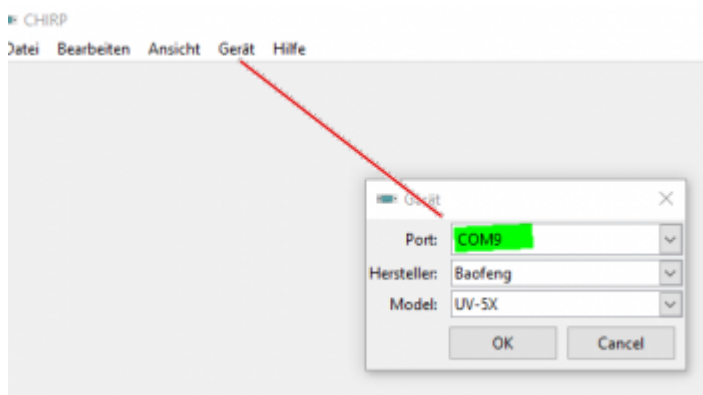 CHIRP
Datei Bearbeiten Ansicht Gerät Hilfe
Gerät
Port: COM9
Hersteller: Baofeng
Model: UV-5X
OK Cancel